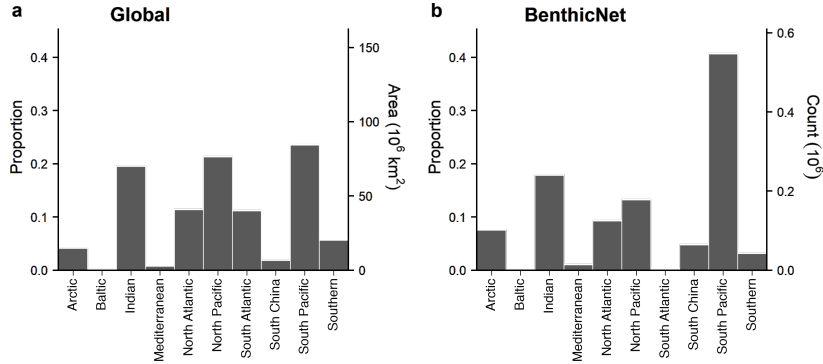 a
Global
Proportion
0.4
0.3
0.2
0.1
0.0
150
100
50
0
Area (10⁶ km²)
Arctic
Baltic
Indian
Mediterranean
North Atlantic
North Pacific
South Atlantic
South China
South Pacific
Southern
b
BenthicNet
Proportion
0.4
0.3
0.2
0.1
0.0
0.6
0.4
0.2
0.0
Count (10⁶)
Arctic
Baltic
Indian
Mediterranean
North Atlantic
North Pacific
South Atlantic
South China
South Pacific
Southern